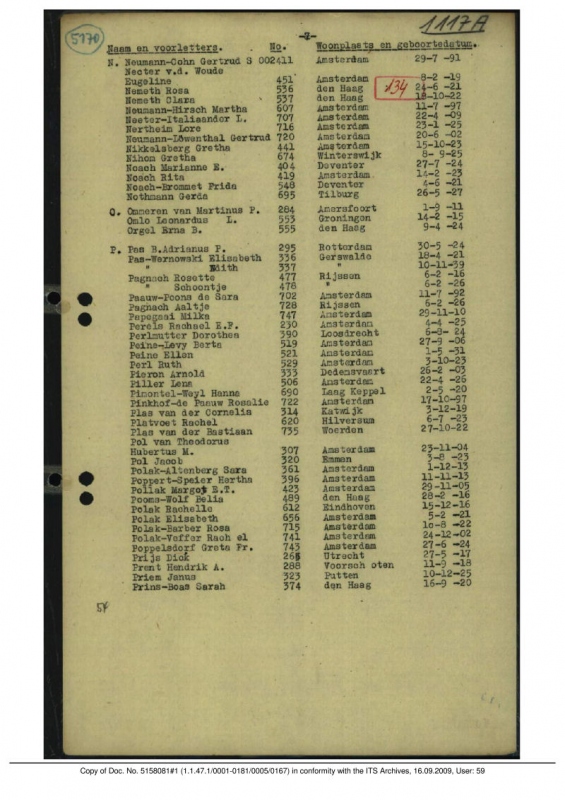 5170
-2-
1117A
Naam en voorletters. No. Woonplaats en geboortedatum.
N. Neumann-Cohn Gertrud S 002411 Amsterdam 29-7 -91
Necter v.d. Woude
Eugeline 451 Amsterdam 8-2 -19
Nemeth Rosa 536 den Haag 24-6 -21
Nemeth Clara 537 den Haag 18-10-22
134
Neumann-Hirsch Martha 607 Amsterdam 11-7 -97
Nester-Italisander L. 707 Amsterdam 22-4 -09
Nertheim Lore 716 Amsterdam 23-1 -25
Neumann-Löwenthal Gertrud 720 Amsterdam 20-6 -02
Nikkelsberg Gretha 441 Amsterdam 15-10-23
Nihom Gretha 674 Winterswijk 8- 9-25
Nosch Marianne E. 404 Deventer 27-7 -24
Nosch Rita 419 Amsterdam 14-2 -23
Nosch-Brommet Frida 548 Deventer 4-6 -21
Nothmann Gerda 695 Tilburg 26-5 -27
O. Ommeren van Martinus P. 284 Amersfoort 1-9 -11
Omlo Leonardus L. 553 Groningen 14-2 -15
Orgel Erna B. 555 den Haag 9-4 -24
P. Pas B.Adrianus P. 295 Rotterdam 30-5 -24
Pas-Warnowski Elisabeth 336 Gerswalde 18-4 -21
" Edith 337 " 10-11-39
Pagnach Rosette 477 Rijssen 6-2 -16
" Schoontje 478 " 6-2 -26
Paauw-Poons de Sara 702 Amsterdam 11-7 -92
Pagnach Aaltje 728 Rijssen 6-2 -26
Papegaai Milka 747 Amsterdam 29-11-10
Perels Rachael E.F. 230 Amsterdam 4-4 -25
Perlmutter Dorothea 390 Loosdrecht 6-8- 24
Peine-Levy Berta 519 Amsterdam 27-9 -06
Peine Ellen 521 Amsterdam 1-5 -31
Perl Ruth 529 Amsterdam 3-10-23
Pieron Arnold 333 Dedemsvaart 26-2 -03
Piller Lena 506 Amsterdam 22-4 -26
Pimontel-Weyl Hanna 690 Laag Keppel 2-5 -20
Pinkhof-de Paauw Rosalie 722 Amsterdam 17-10-97
Plas van der Cornelia 314 Katwijk 3-12-19
Platvoet Rachel 620 Hilversum 6-7 -23
Plas van der Bastiaan 735 Woerden 27-10-22
Pol van Theodorus
Hubertus M. 307 Amsterdam 23-11-04
Pol Jacob 320 Emmen 3-8 -23
Polak-Altenberg Sara 361 Amsterdam 1-12-13
Poppert-Speier Hertha 396 Amsterdam 11-11-13
Pollak Margot E.T. 423 Amsterdam 29-11-05
Pooms-Wolf Belia 489 den Haag 28-2 -16
Polak Rachelle 612 Eindhoven 15-12-16
Polak Elisabeth 656 Amsterdam 5-2 -21
Polak-Barber Rosa 715 Amsterdam 10-8 -22
Polak-Veffer Rach el 741 Amsterdam 24-12-02
Poppelsdorf Greta Fr. 743 Amsterdam 27-6 -24
Prijs Dick 265 Utrecht 27-5 -17
Prent Hendrik A. 288 Voorsch oten 11-9 -18
Priem Janus 323 Putten 10-12-25
Prins-Boas Sarah 374 den Haag 16-9 -20
Copy of Doc. No. 5158081#1 (1.1.47.1/0001-0181/0005/0167) in conformity with the ITS Archives, 16.09.2009, User: 59